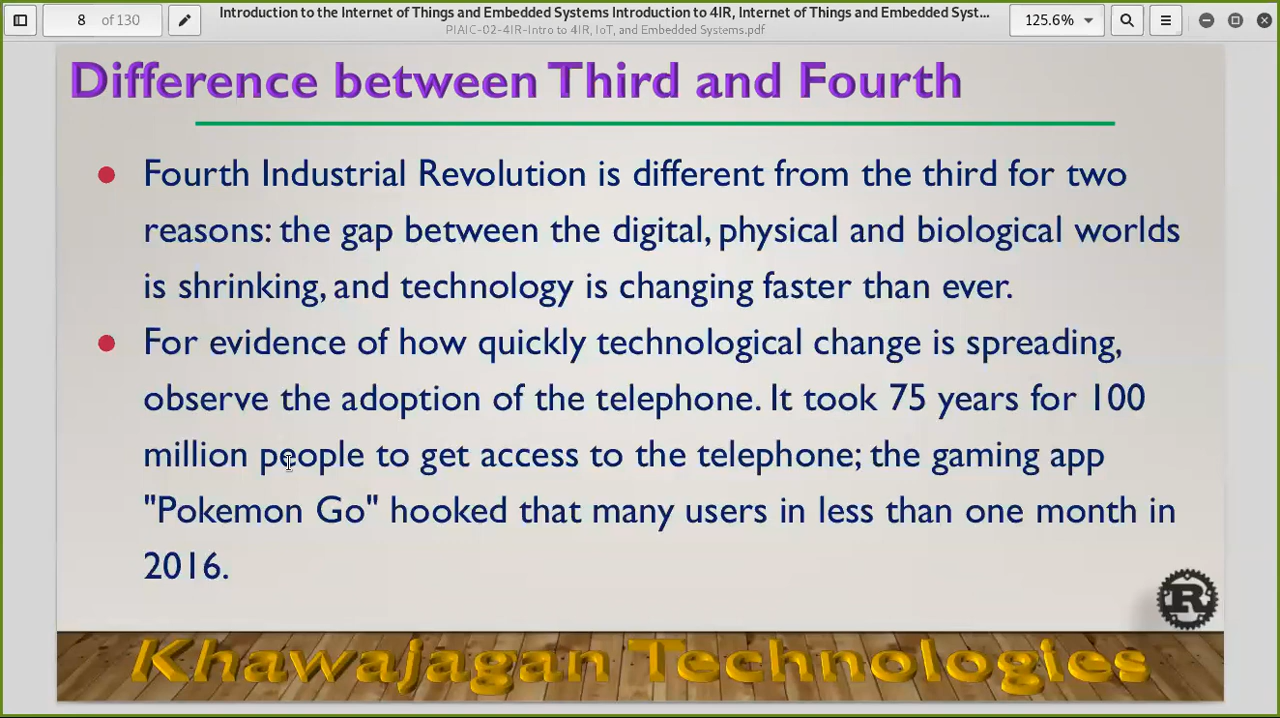 8 of 130
Introduction to the Internet of Things and Embedded Systems Introduction to 4IR, Internet of Things and Embedded Syst...
PIAIC-02-4IR-Intro to 4IR, IoT, and Embedded Systems.pdf
125.6%
Difference between Third and Fourth
Fourth Industrial Revolution is different from the third for two
reasons: the gap between the digital, physical and biological worlds
is shrinking, and technology is changing faster than ever.
For evidence of how quickly technological change is spreading,
observe the adoption of the telephone. It took 75 years for 100
million people to get access to the telephone; the gaming app
"Pokemon Go" hooked that many users in less than one month in
2016.
R
Khawajagan Technologies